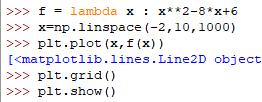 >>> f = lambda x : x**2-8*x+6
>>> x=np.linspace(-2,10,1000)
>>> plt.plot(x,f(x))
[<matplotlib.lines.Line2D object
>>> plt.grid()
>>> plt.show()